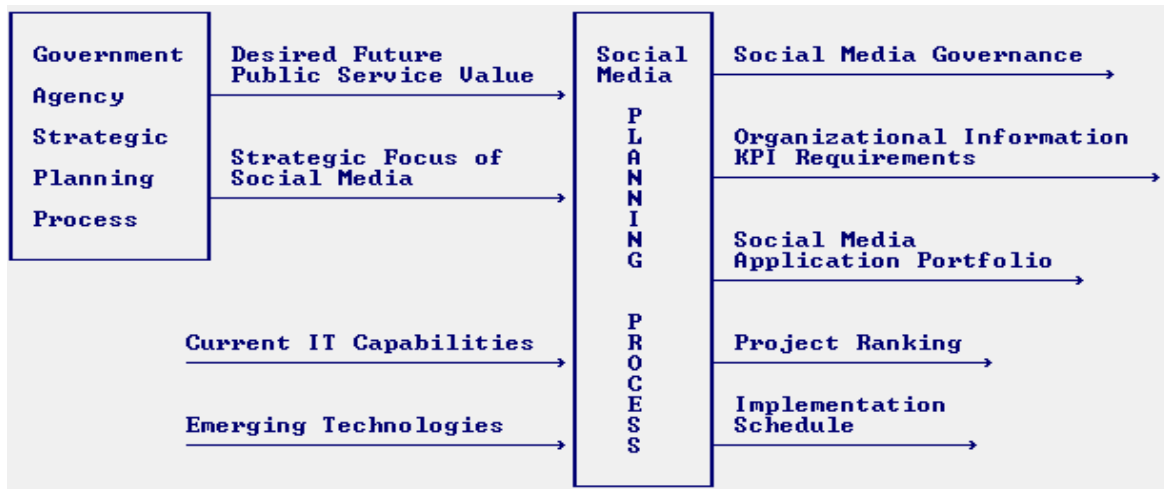 Government
Agency
Strategic
Planning
Process
Desired Future
Public Service Value
Strategic Focus of
Social Media
Current IT Capabilities
Emerging Technologies
Social
Media
P
L
A
N
N
I
N
G
P
R
O
C
E
S
S
Social Media Governance
Organizational Information
KPI Requirements
Social Media
Application Portfolio
Project Ranking
Implementation
Schedule